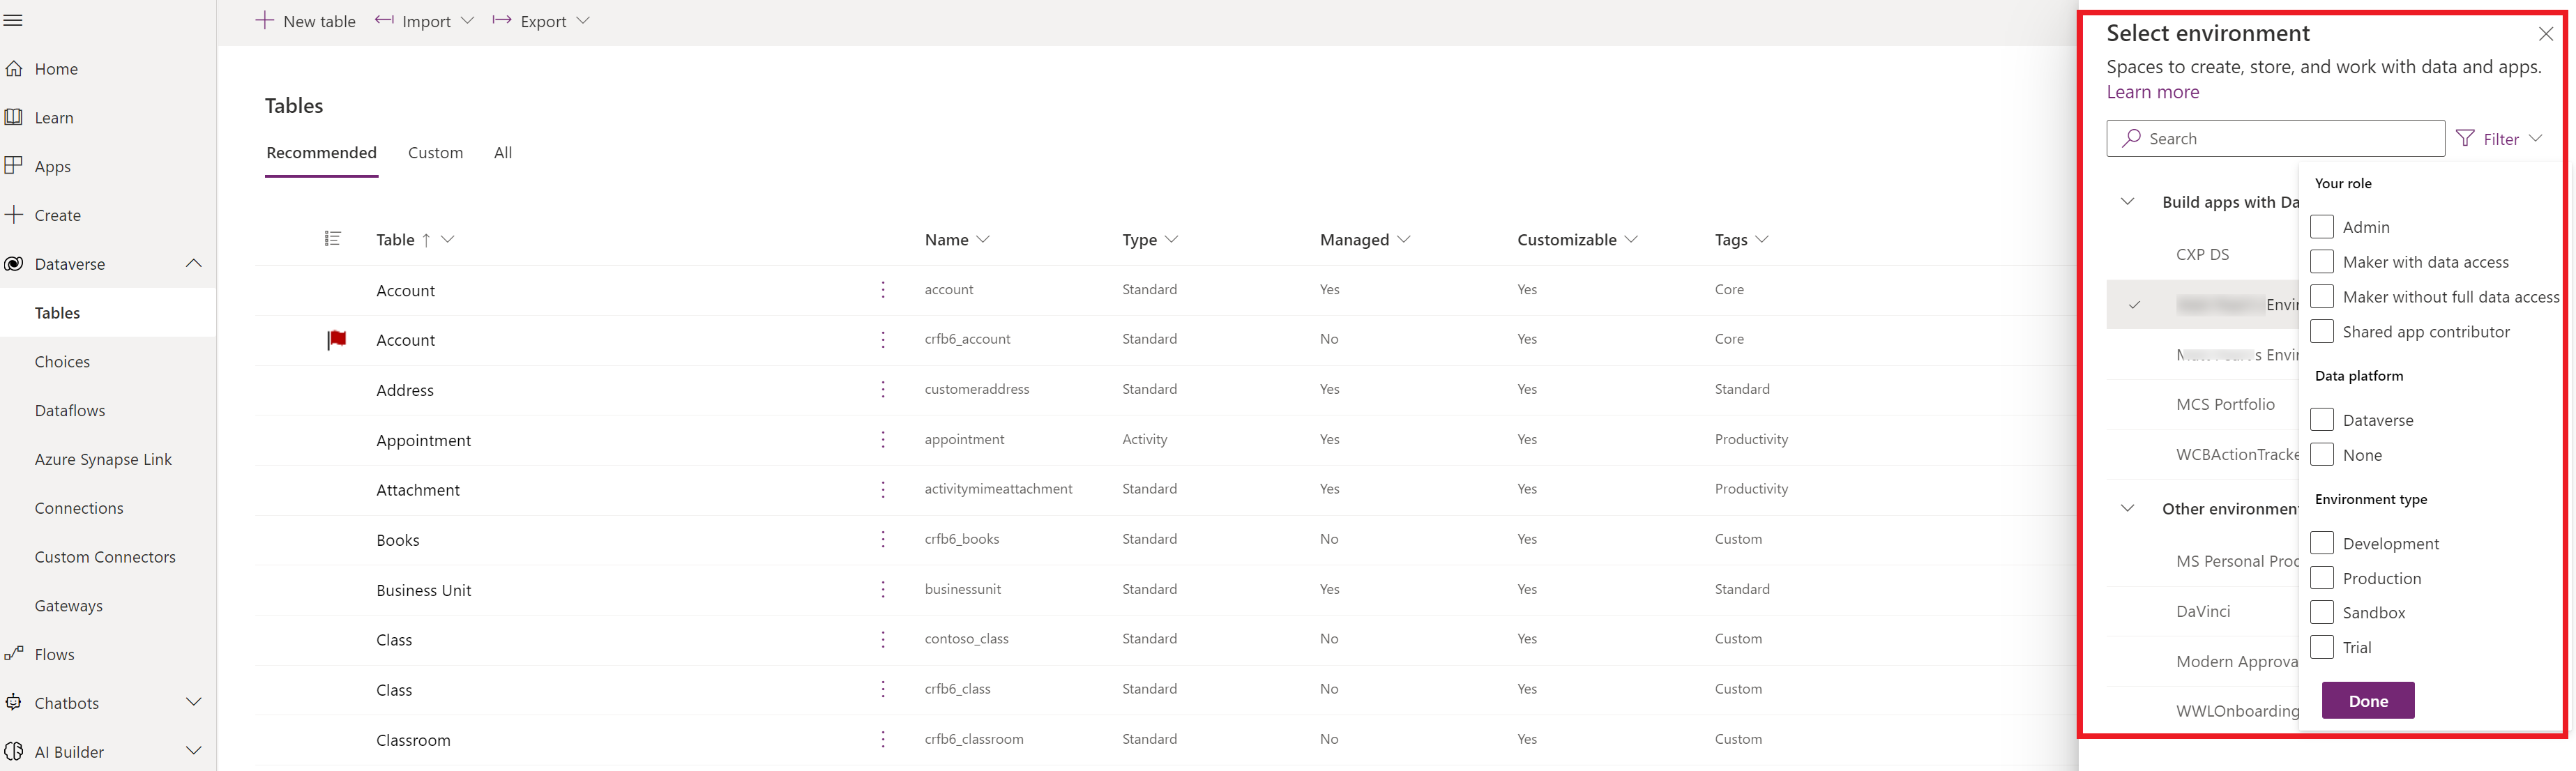 New table Import Export
Home
Learn
Apps
Create
Dataverse
Tables
Choices
Dataflows
Azure Synapse Link
Connections
Custom Connectors
Gateways
Flows
Chatbots
AI Builder
Tables
Recommended Custom All
Table ↑ Name Type Managed Customizable Tags
Account account Standard Yes Yes Core
Account crfb6_account Standard No Yes Core
Address customeraddress Standard Yes Yes Standard
Appointment appointment Activity Yes Yes Productivity
Attachment activitymimeattachment Standard Yes Yes Productivity
Books crfb6_books Standard No Yes Custom
Business Unit businessunit Standard Yes Yes Standard
Class contoso_class Standard No Yes Custom
Class crfb6_class Standard No Yes Custom
Classroom crfb6_classroom Standard No Yes Custom
Select environment
Spaces to create, store, and work with data and apps.
Learn more
Search Filter
Build apps with Da
CXP DS
Envir
s Envir
MCS Portfolio
WCBActionTracke
Other environment
MS Personal Proc
DaVinci
Modern Approva
WWLOnboarding
Your role
Admin
Maker with data access
Maker without full data access
Shared app contributor
Data platform
Dataverse
None
Environment type
Development
Production
Sandbox
Trial
Done